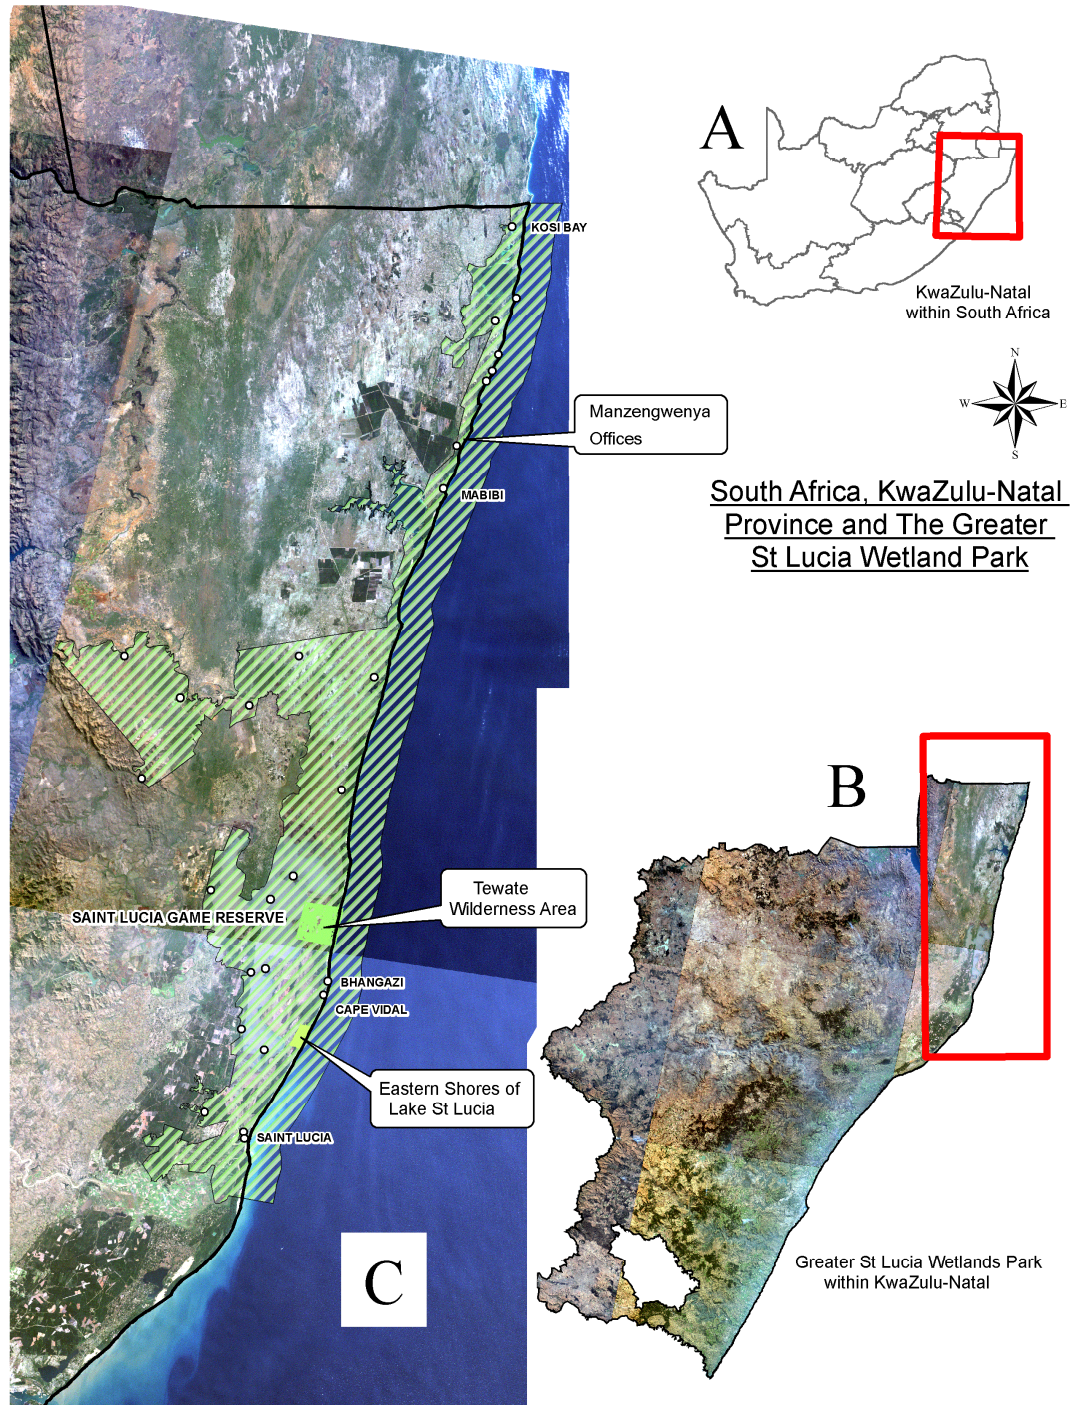 A
KwaZulu-Natal
within South Africa
N
W
E
S
South Africa, KwaZulu-Natal
Province and The Greater
St Lucia Wetland Park
KOSI BAY
Manzengwenya
Offices
MABIBI
B
Tewate
Wilderness Area
SAINT LUCIA GAME RESERVE
BHANGAZI
CAPE VIDAL
Eastern Shores of
Lake St Lucia
SAINT LUCIA
C
Greater St Lucia Wetlands Park
within KwaZulu-Natal